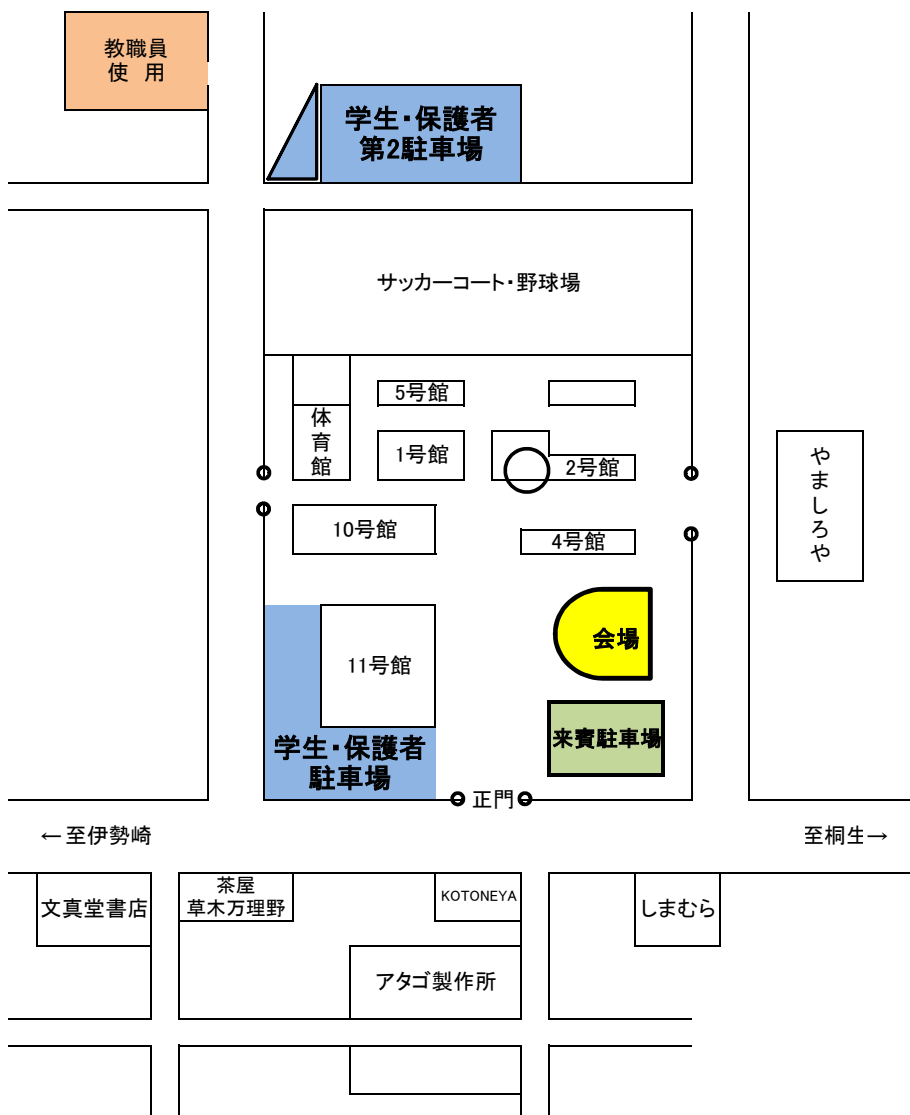 教職員
使 用
学生・保護者
第2駐車場
サッカーコート・野球場
体
育
館
5号館
1号館
2号館
10号館
4号館
や
ま
し
ろ
や
会場
11号館
来賓駐車場
学生・保護者
駐車場
正門
←至伊勢崎
至桐生→
文真堂書店
茶屋
草木万理野
KOTONEYA
しまむら
アタゴ製作所